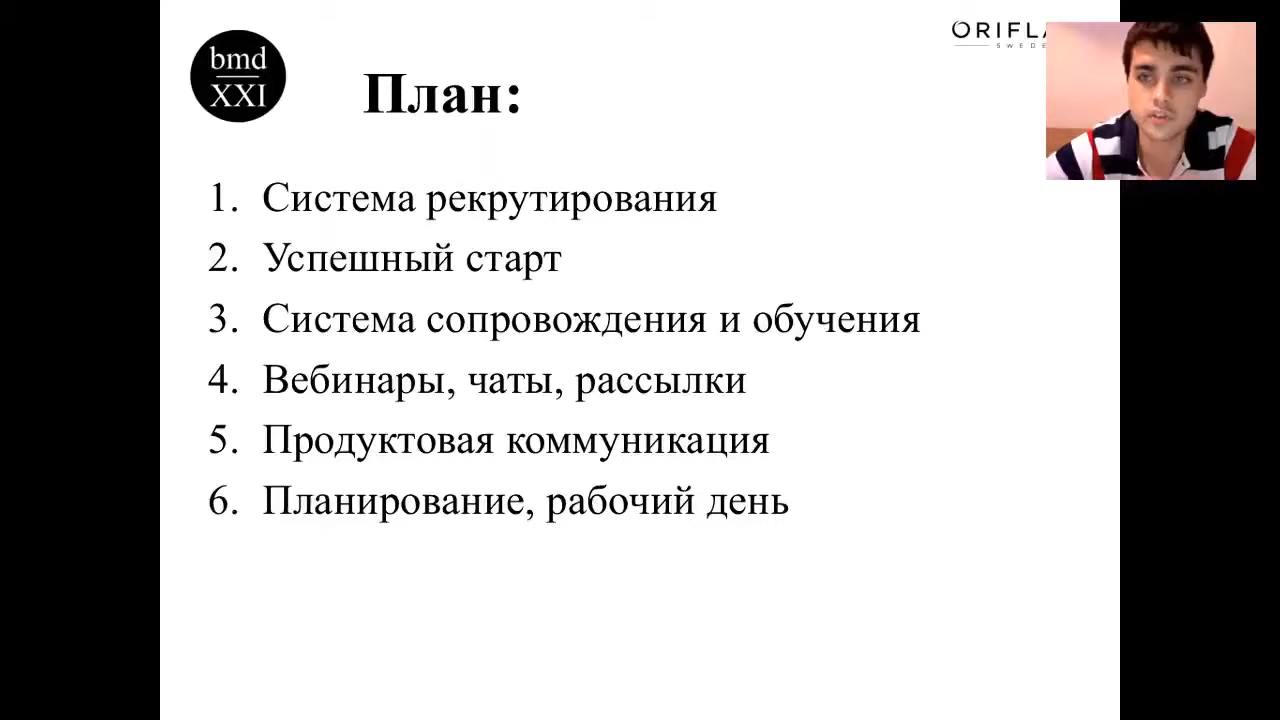 bmd
XXI
ORIFLA
SWEDE
План:
1. Система рекрутирования
2. Успешный старт
3. Система сопровождения и обучения
4. Вебинары, чаты, рассылки
5. Продуктовая коммуникация
6. Планирование, рабочий день